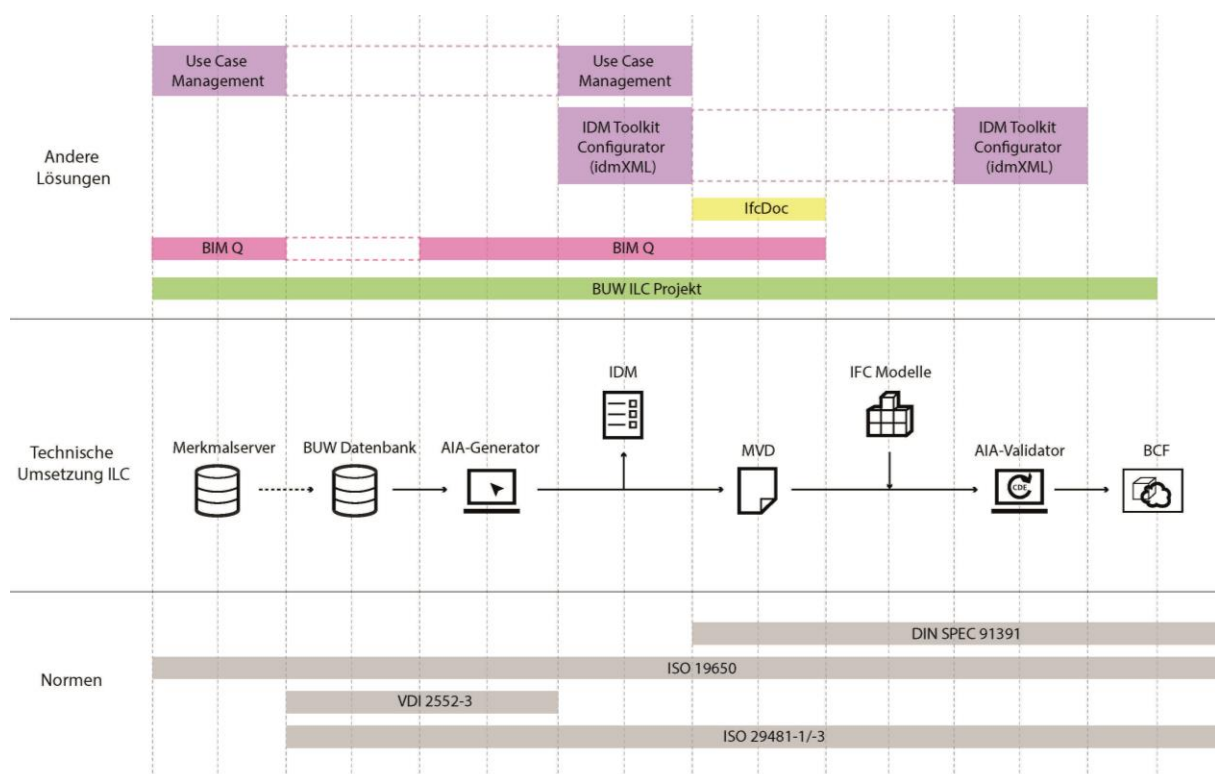 Use Case
Management
Use Case
Management
IDM Toolkit
Configurator
(idmXML)
IDM Toolkit
Configurator
(idmXML)
Andere
Lösungen
IfcDoc
BIM Q
BIM Q
BUW ILC Projekt
IDM
IFC Modelle
Technische
Umsetzung ILC
Merkmalserver
BUW Datenbank
AIA-Generator
MVD
AIA-Validator
BCF
CDE
DIN SPEC 91391
ISO 19650
Normen
VDI 2552-3
ISO 29481-1/-3